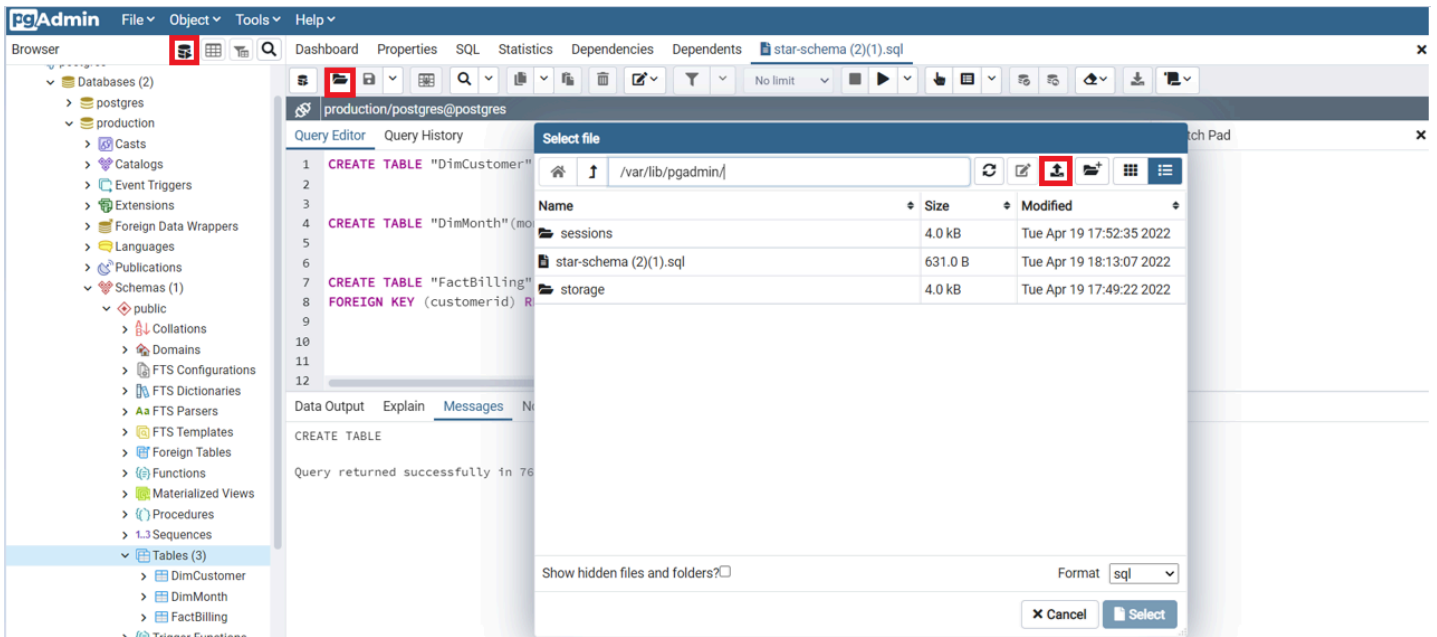 pgAdmin File Object Tools Help
Browser
Dashboard Properties SQL Statistics Dependencies Dependents star-schema (2)(1).sql
Databases (2)
postgres
production
Casts
Catalogs
Event Triggers
Extensions
Foreign Data Wrappers
Languages
Publications
Schemas (1)
public
Collations
Domains
FTS Configurations
FTS Dictionaries
Aa FTS Parsers
FTS Templates
Foreign Tables
Functions
Materialized Views
Procedures
1..3 Sequences
Tables (3)
DimCustomer
DimMonth
FactBilling
Trigger Functions
No limit
production/postgres@postgres
Query Editor Query History
tch Pad
1 CREATE TABLE "DimCustomer"
2
3
4 CREATE TABLE "DimMonth"(mo
5
6
7 CREATE TABLE "FactBilling"
8 FOREIGN KEY (customerid) R
9
10
11
12
Data Output Explain Messages
CREATE TABLE
Query returned successfully in 76
Select file
/var/lib/pgadmin/
Name Size Modified
sessions 4.0 kB Tue Apr 19 17:52:35 2022
star-schema (2)(1).sql 631.0 B Tue Apr 19 18:13:07 2022
storage 4.0 kB Tue Apr 19 17:49:22 2022
Show hidden files and folders?
Format sql
Cancel Select